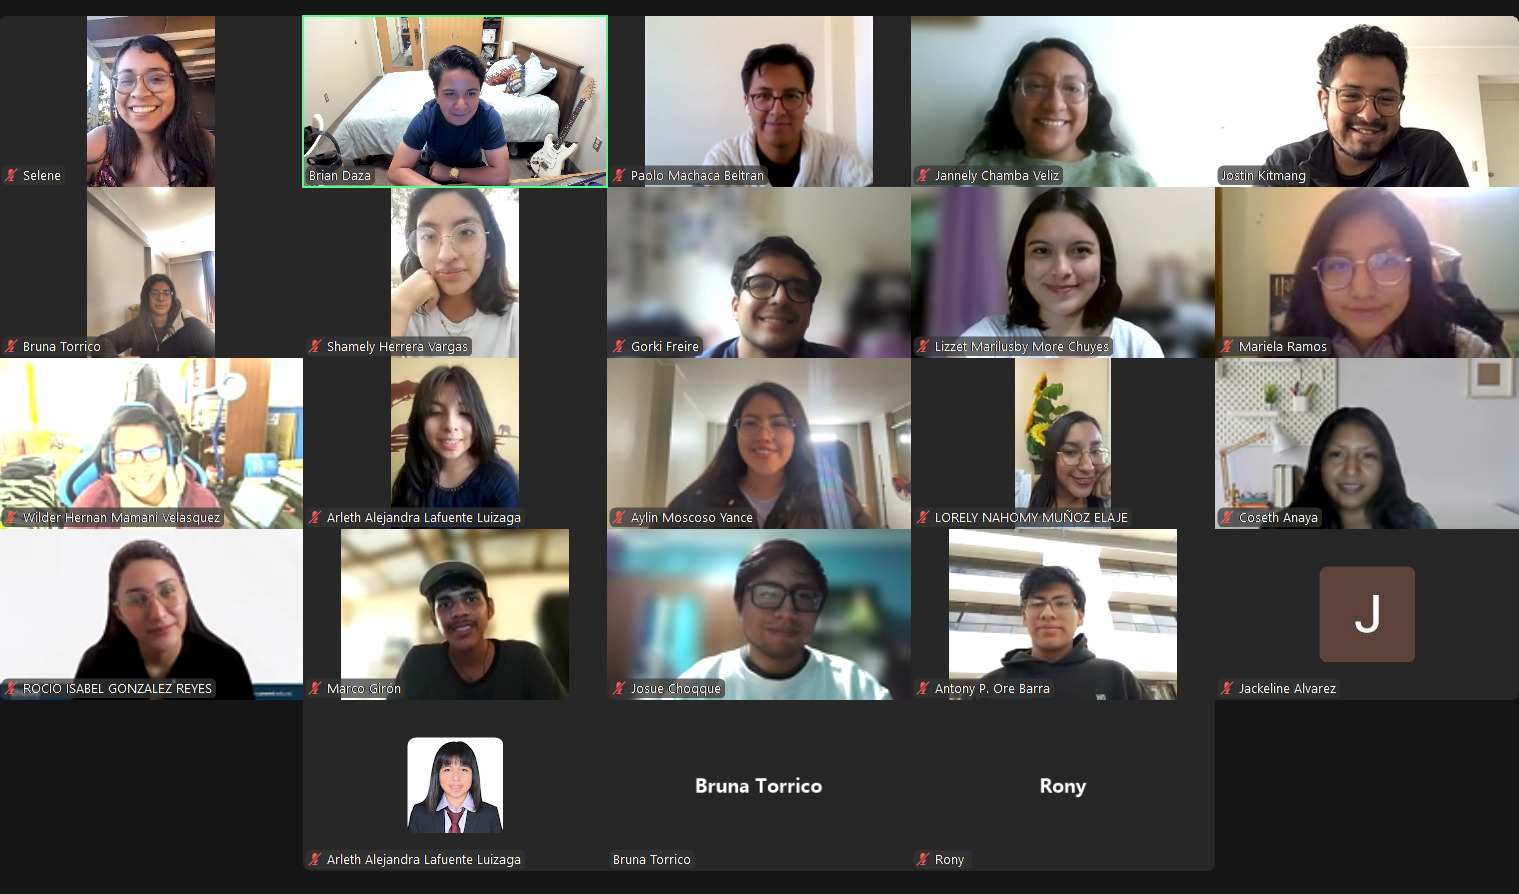 Selene
Brian Daza
Paolo Machaca Beltran
Jannely Chamba Veliz
Jostin Kitmang
Bruna Torrico
Shamely Herrera Vargas
Gorki Freire
Lizzet Marilusby More Chuyes
Mariela Ramos
Wilder Hernan Mamani Velasquez
Arleth Alejandra Lafuente Luizaga
Aylin Moscoso Yance
LORELY NAHOMY MUÑOZ ELAJE
Coseth Anaya
ROCIO ISABEL GONZALEZ REYES
Marco Girón
Josue Choqque
Antony P. Ore Barra
J
Jackeline Alvarez
Arleth Alejandra Lafuente Luizaga
Bruna Torrico
Bruna Torrico
Rony
Rony